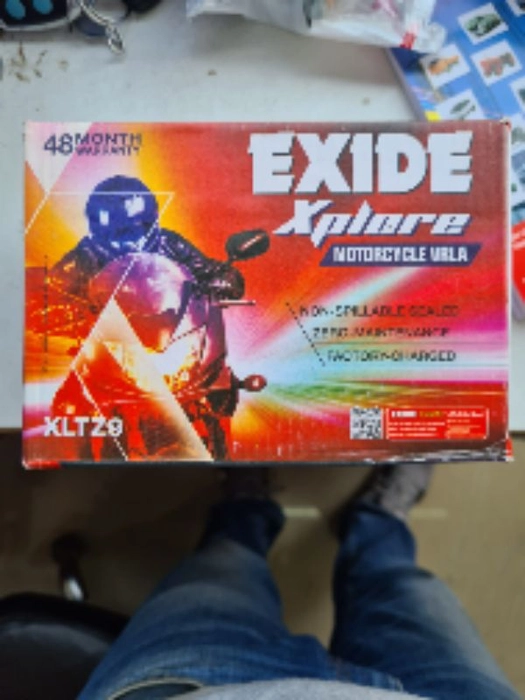 48 MONTH
WARRANTY
EXIDE
Xplore
MOTORCYCLE VRLA
NON-SPILLABLE SEALED
ZERO-MAINTENANCE
FACTORY-CHARGED
XLTZ9